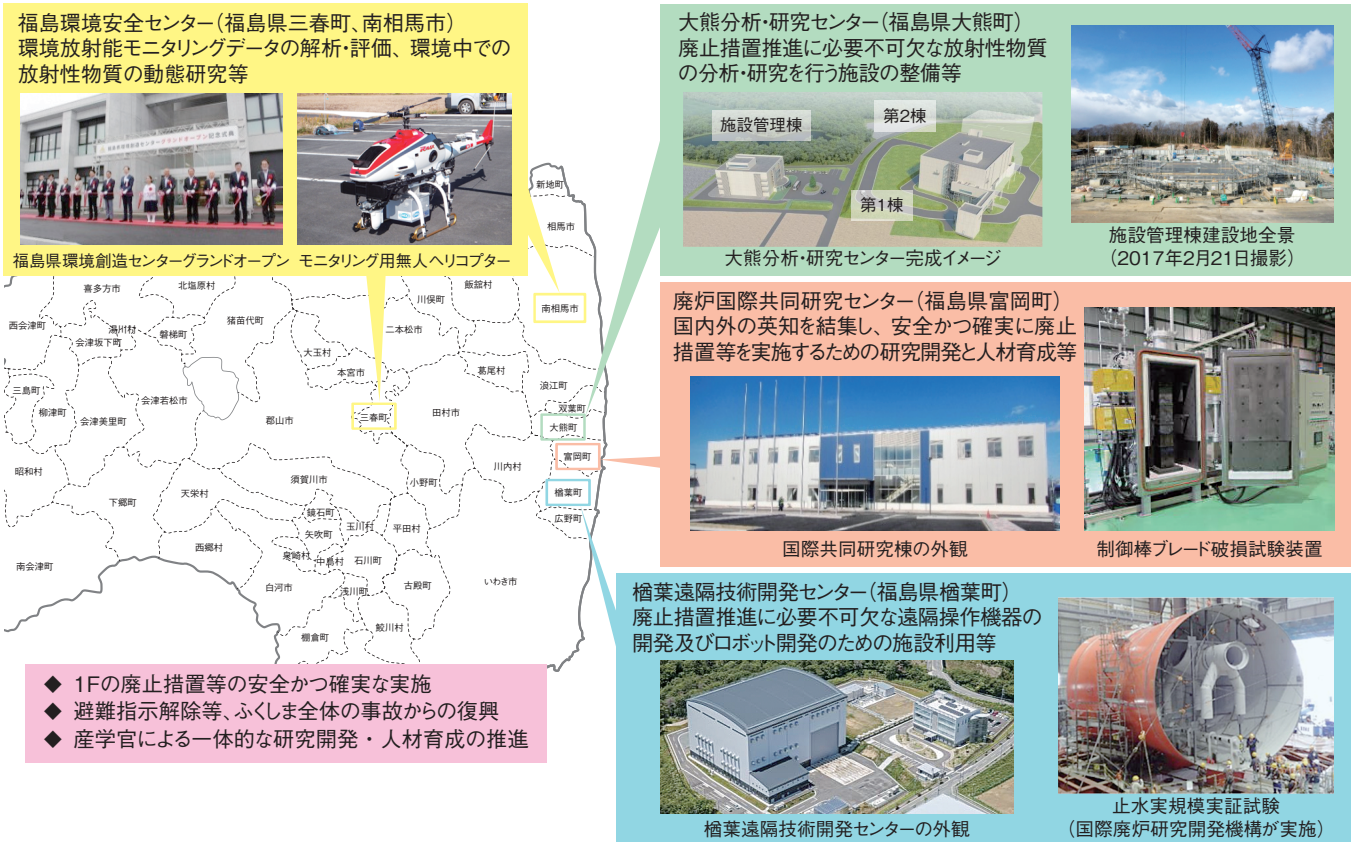 福島環境安全センター(福島県三春町、南相馬市)
環境放射能モニタリングデータの解析・評価、環境中での
放射性物質の動態研究等
福島県環境創造センターグランドオープン
モニタリング用無人ヘリコプター
大熊分析・研究センター(福島県大熊町)
廃止措置推進に必要不可欠な放射性物質
の分析・研究を行う施設の整備等
施設管理棟
第2棟
第1棟
大熊分析・研究センター完成イメージ
施設管理棟建設地全景
(2017年2月21日撮影)
廃炉国際共同研究センター(福島県富岡町)
国内外の英知を結集し、安全かつ確実に廃止
措置等を実施するための研究開発と人材育成等
国際共同研究棟の外観
制御棒ブレード破損試験装置
楢葉遠隔技術開発センター(福島県楢葉町)
廃止措置推進に必要不可欠な遠隔操作機器の
開発及びロボット開発のための施設利用等
楢葉遠隔技術開発センターの外観
止水実規模実証試験
(国際廃炉研究開発機構が実施)
新地町
相馬市
喜多方市
北塩原村
飯舘村
川俣町
南相馬市
西会津町
湯川村
磐梯町
猪苗代町
二本松市
会津坂下町
大玉村
本宮市
葛尾村
浪江町
三島町
柳津町
会津美里町
会津若松市
郡山市
三春町
田村市
双葉町
大熊町
富岡町
昭和村
川内村
楢葉町
下郷町
天栄村
須賀川市
小野町
広野町
鏡石町
矢吹町
玉川村
平田村
西郷村
泉崎村
中島村
石川町
南会津町
白河市
浅川町
古殿町
いわき市
棚倉町
鮫川村
◆ 1Fの廃止措置等の安全かつ確実な実施
◆ 避難指示解除等、ふくしま全体の事故からの復興
◆ 産学官による一体的な研究開発・人材育成の推進